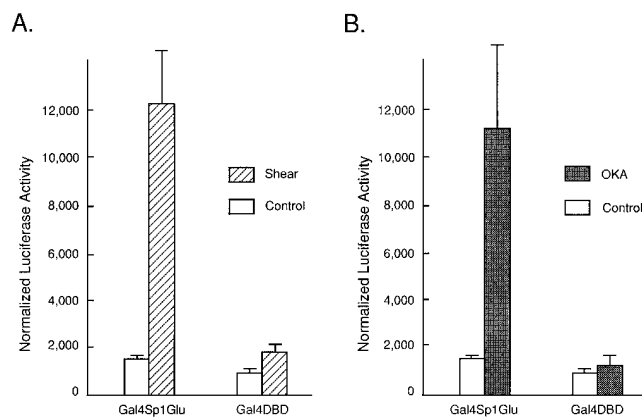 A.
Normalized Luciferase Activity
12,000
10,000
8,000
6,000
4,000
2,000
0
Shear
Control
Gal4Sp1Glu
Gal4DBD
B.
Normalized Luciferase Activity
12,000
10,000
8,000
6,000
4,000
2,000
0
OKA
Control
Gal4Sp1Glu
Gal4DBD